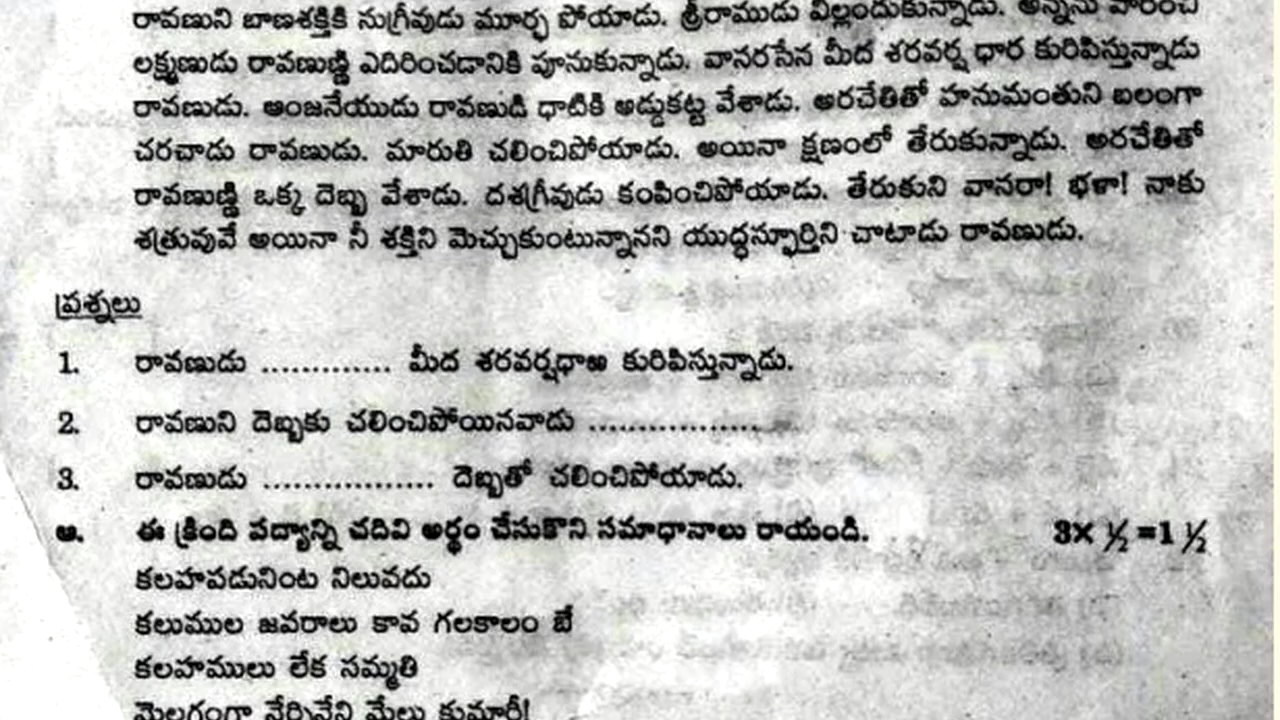 రావణుని బాణశక్తికి సుగ్రీవుడు మూర్ఛ పోయాడు. శ్రీరాముడు విల్లందుకున్నాడు. అన్నను వారించి
లక్ష్మణుడు రావణుణ్ణి ఎదిరించడానికి పూనుకున్నాడు. వానరసేన మీద శరవర్ష ధార కురిపిస్తున్నాడు
రావణుడు. ఆంజనేయుడు రావణుడి ధాటికి అడ్డుకట్ట వేశాడు. అరచేతితో హనుమంతుని బలంగా
చరచాడు రావణుడు. మారుతి చలించిపోయాడు. అయినా క్షణంలో తేరుకున్నాడు. అరచేతితో
రావణుణ్ణి ఒక్క దెబ్బ వేశాడు. దశగ్రీవుడు కంపించిపోయాడు. తేరుకుని వానరా! భళా! నాకు
శత్రువువే అయినా నీ శక్తిని మెచ్చుకుంటున్నానని యుద్ధస్ఫూర్తిని చాటాడు రావణుడు.
ప్రశ్నలు
1. రావణుడు ............. మీద శరవర్షధాఱ కురిపిస్తున్నాడు.
2. రావణుని దెబ్బకు చలించిపోయినవాడు .................
3. రావణుడు ................. దెబ్బతో చలించిపోయాడు.
ఆ. ఈ క్రింది పద్యాన్ని చదివి అర్థం చేసుకొని సమాధానాలు రాయండి. 3× ½ =1 ½
కలహపడునింట నిలువదు
కలుముల జవరాలు కావ గలకాలం బే
కలహములు లేక సమ్మతి
మెలగంగా నేర్చినేని మేలు కుమారీ!